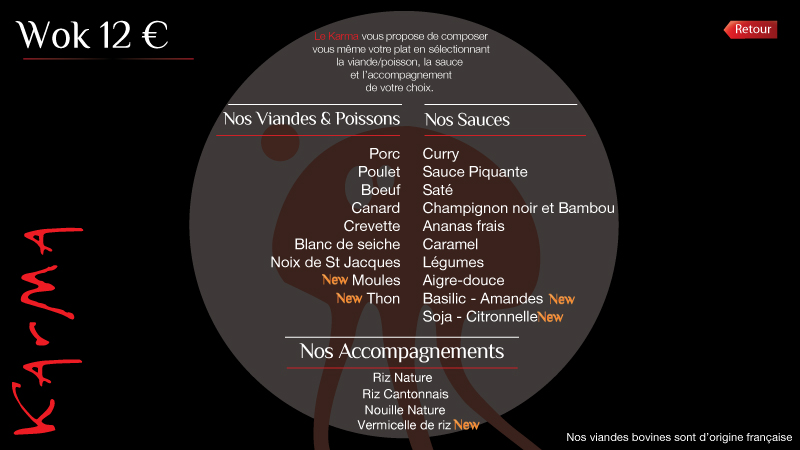 Wok 12 €
Retour
Le Karma vous propose de composer
vous même votre plat en sélectionnant
la viande/poisson, la sauce
et l'accompagnement
de votre choix.
Nos Viandes & Poissons
Porc
Poulet
Boeuf
Canard
Crevette
Blanc de seiche
Noix de St Jacques
New Moules
New Thon
Nos Sauces
Curry
Sauce Piquante
Saté
Champignon noir et Bambou
Ananas frais
Caramel
Légumes
Aigre-douce
Basilic - Amandes New
Soja - Citronnelle New
Nos Accompagnements
Riz Nature
Riz Cantonnais
Nouille Nature
Vermicelle de riz New
KArMA
Nos viandes bovines sont d'origine française